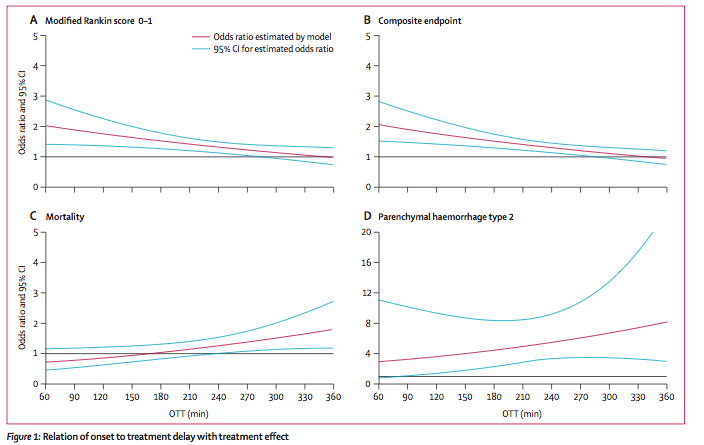 A Modified Rankin score 0–1
Odds ratio estimated by model
95% CI for estimated odds ratio
Odds ratio and 95% CI
5
4
3
2
1
0
B Composite endpoint
5
4
3
2
1
0
C Mortality
Odds ratio and 95% CI
5
4
3
2
1
0
60 90 120 150 180 210 240 270 300 330 360
OTT (min)
D Parenchymal haemorrhage type 2
20
16
12
8
4
0
60 90 120 150 180 210 240 270 300 330 360
OTT (min)
Figure 1: Relation of onset to treatment delay with treatment effect